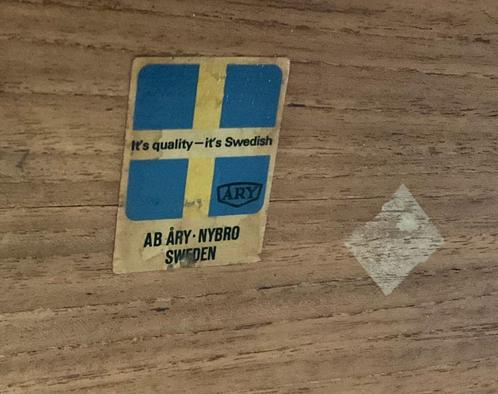 It's quality–it's Swedish
ÅRY
AB ÅRY·NYBRO
SWEDEN